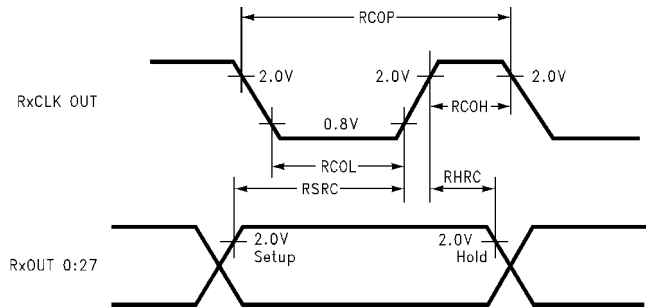 RCOP
2.0V 2.0V 2.0V
RxCLK OUT
RCOH
0.8V
RCOL
RHRC
RSRC
2.0V 2.0V
RxOUT 0:27
Setup Hold